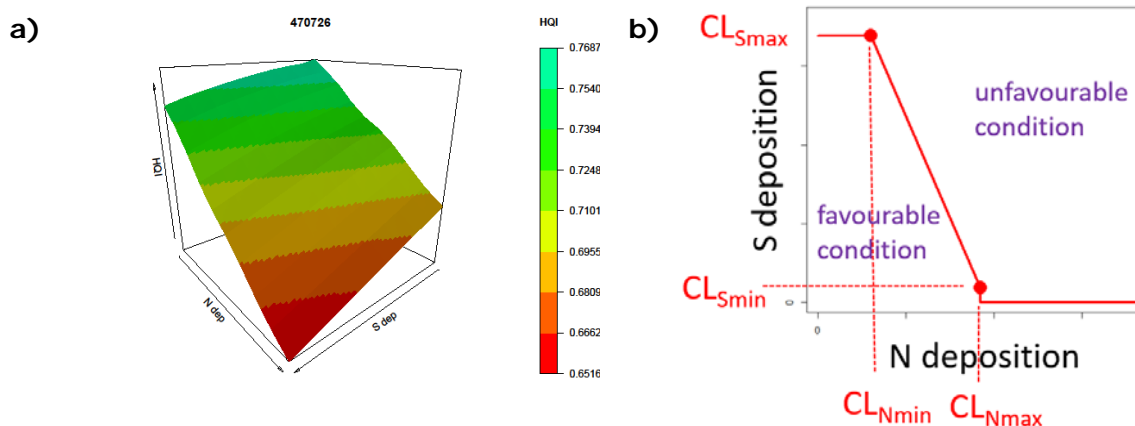 a)
470726
HQI
0.7687
0.7540
0.7394
0.7248
0.7101
0.6955
0.6809
0.6662
0.6516
HQI
N dep
S dep
b)
CLSmax
S deposition
unfavourable
condition
favourable
condition
CLSmin
0
0
N deposition
CLNmin
CLNmax